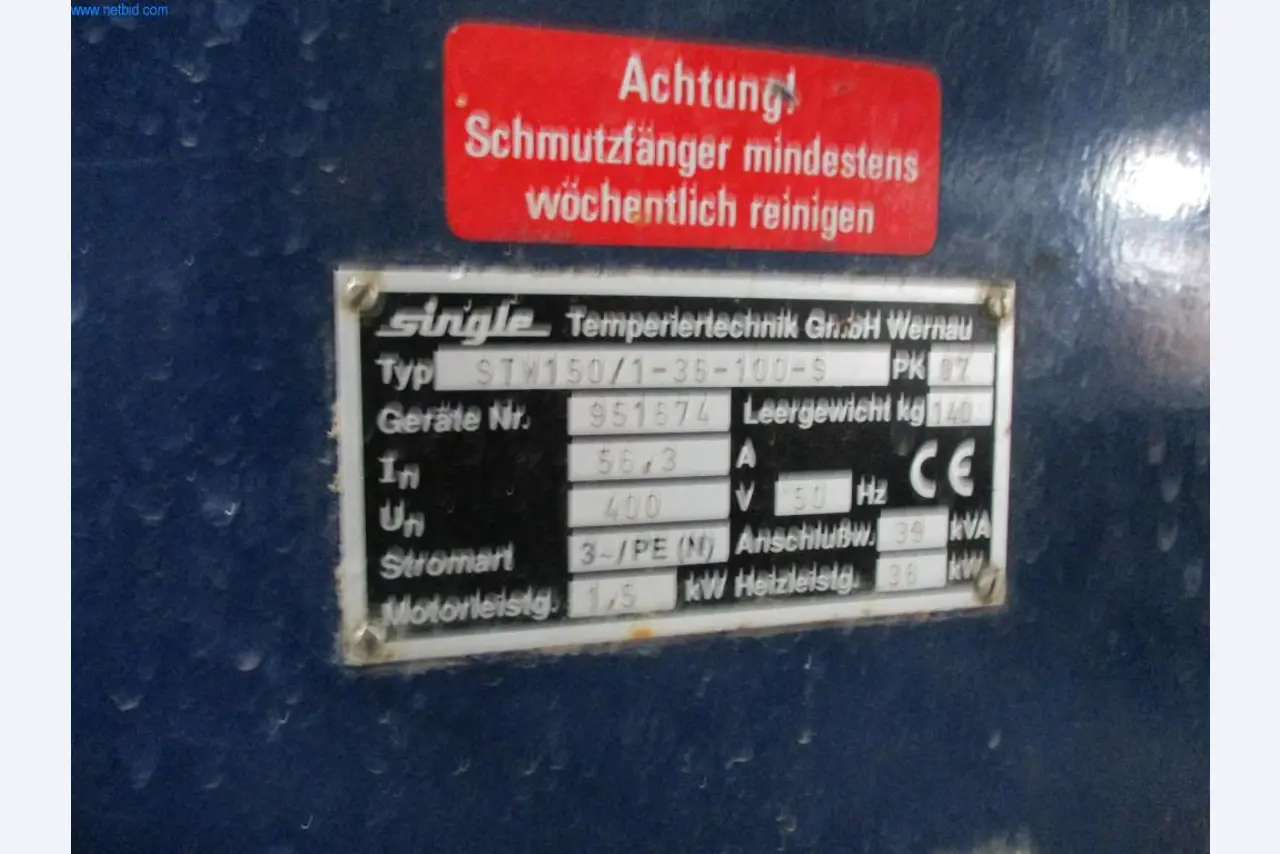 www.netbid.com
Achtung!
Schmutzfänger mindestens
wöchentlich reinigen
single Temperiertechnik GmbH Wernau
Typ STW150/1-36-100-S PK 07
Geräte Nr. 951674 Leergewicht kg 140
In 56,3 A CE
Un 400 V 50 Hz
Stromart 3~/PE (N) Anschlußw. 39 kVA
Motorleistg. 1,5 kW Heizleistg. 36 kW